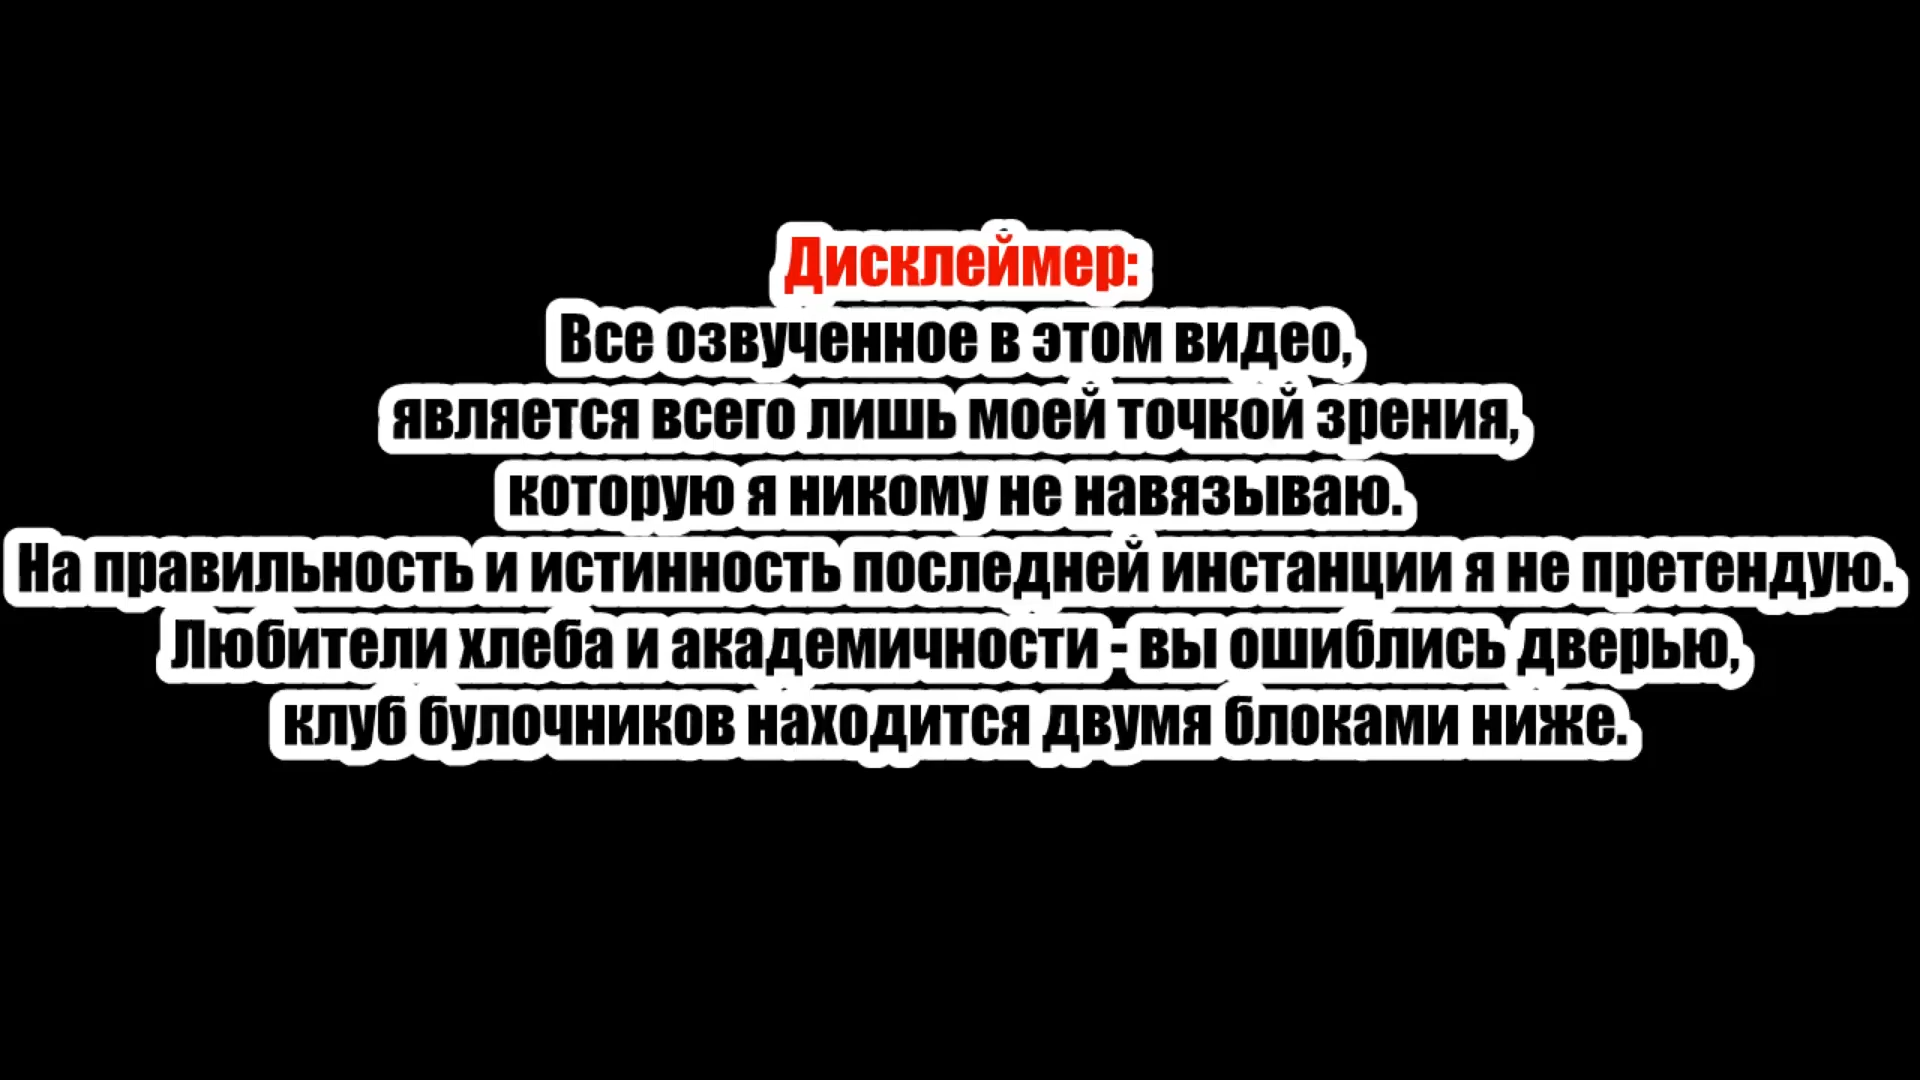 Дисклеймер:
Все озвученное в этом видео,
является всего лишь моей точкой зрения,
которую я никому не навязываю.
На правильность и истинность последней инстанции я не претендую.
Любители хлеба и академичности - вы ошиблись дверью,
клуб булочников находится двумя блоками ниже.